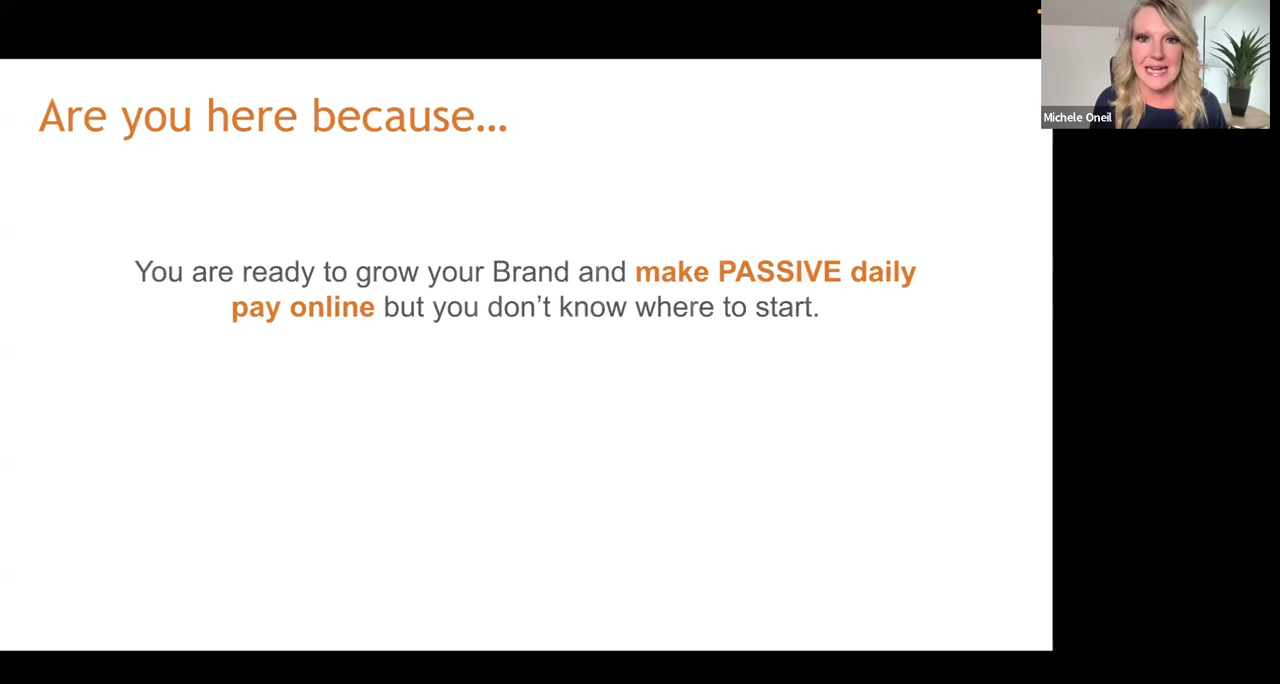 Are you here because...
You are ready to grow your Brand and make PASSIVE daily
pay online but you don't know where to start.
Michele Oneil